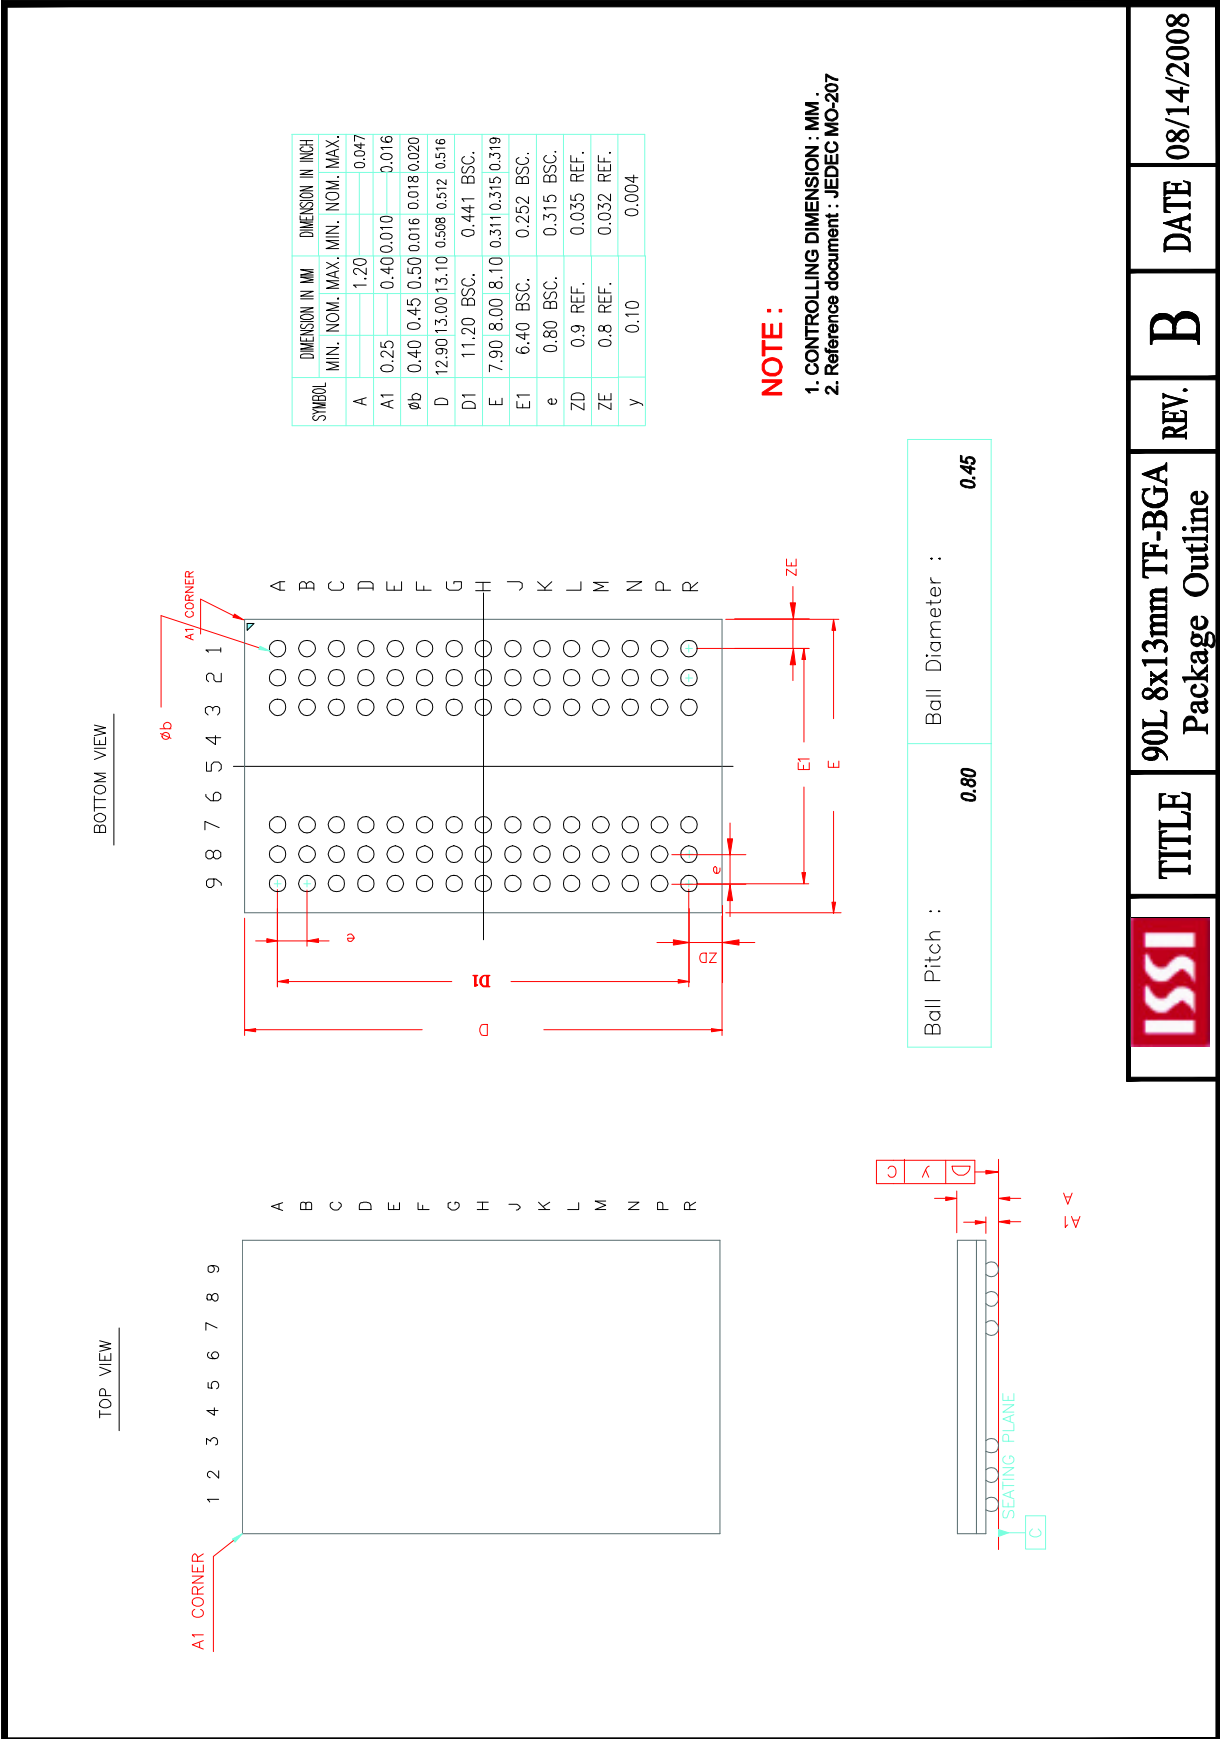 TOP VIEW
A1 CORNER
1 2 3 4 5 6 7 8 9
A
B
C
D
E
F
G
H
J
K
L
M
N
P
R
BOTTOM VIEW
øb
A1 CORNER
9 8 7 6 5 4 3 2 1
A
B
C
D
E
F
G
H
J
K
L
M
N
P
R
e
D1
D
ZD
e
E1
E
ZE
SYMBOL DIMENSION IN MM DIMENSION IN INCH
MIN. NOM. MAX. MIN. NOM. MAX.
A 1.20 0.047
A1 0.25 0.40 0.010 0.016
øb 0.40 0.45 0.50 0.016 0.018 0.020
D 12.90 13.00 13.10 0.508 0.512 0.516
D1 11.20 BSC. 0.441 BSC.
E 7.90 8.00 8.10 0.311 0.315 0.319
E1 6.40 BSC. 0.252 BSC.
e 0.80 BSC. 0.315 BSC.
ZD 0.9 REF. 0.035 REF.
ZE 0.8 REF. 0.032 REF.
y 0.10 0.004
NOTE :
1. CONTROLLING DIMENSION : MM .
2. Reference document : JEDEC MO-207
C y D
A
A1
SEATING PLANE
C
Ball Pitch : 0.80
Ball Diameter : 0.45
ISSI
TITLE
90L 8x13mm TF-BGA
Package Outline
REV.
B
DATE
08/14/2008